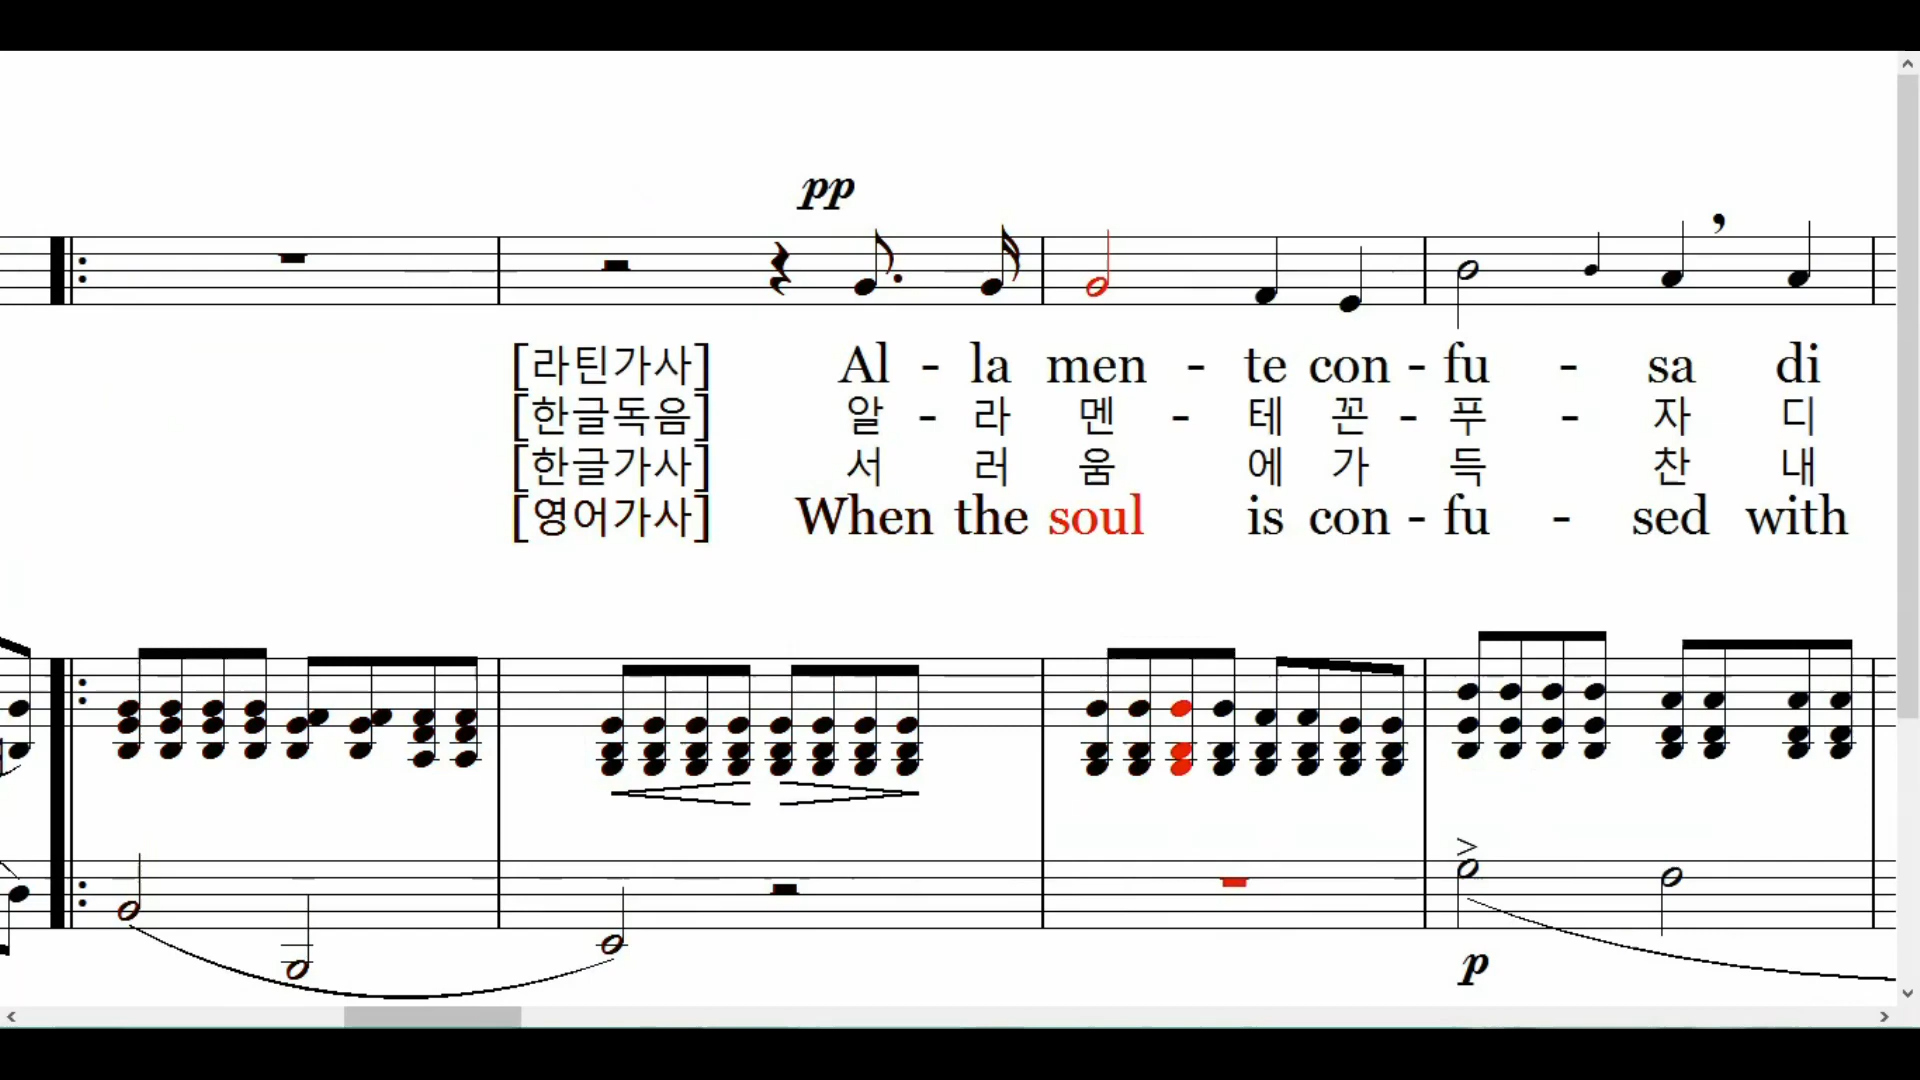 pp
[라틴가사] Al - la men - te con - fu - sa di
[한글독음] 알 - 라 멘 - 테 꼰 - 푸 - 자 디
[한글가사] 서 러 움 에 가 득 찬 내
[영어가사] When the soul is con - fu - sed with
p